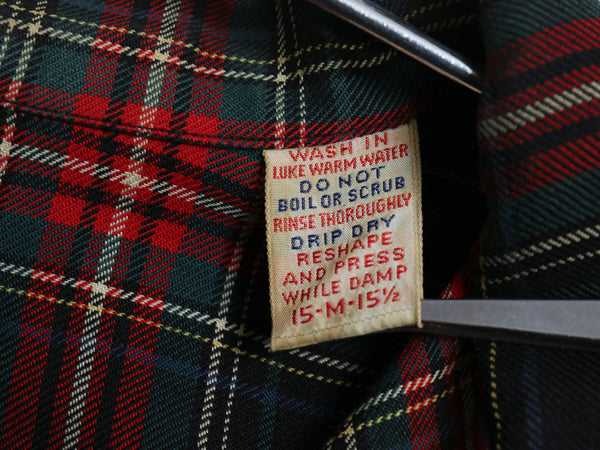 WASH IN
LUKE WARM WATER
DO NOT
BOIL OR SCRUB
RINSE THOROUGHLY
DRIP DRY
RESHAPE
AND PRESS
WHILE DAMP
15-M-15½